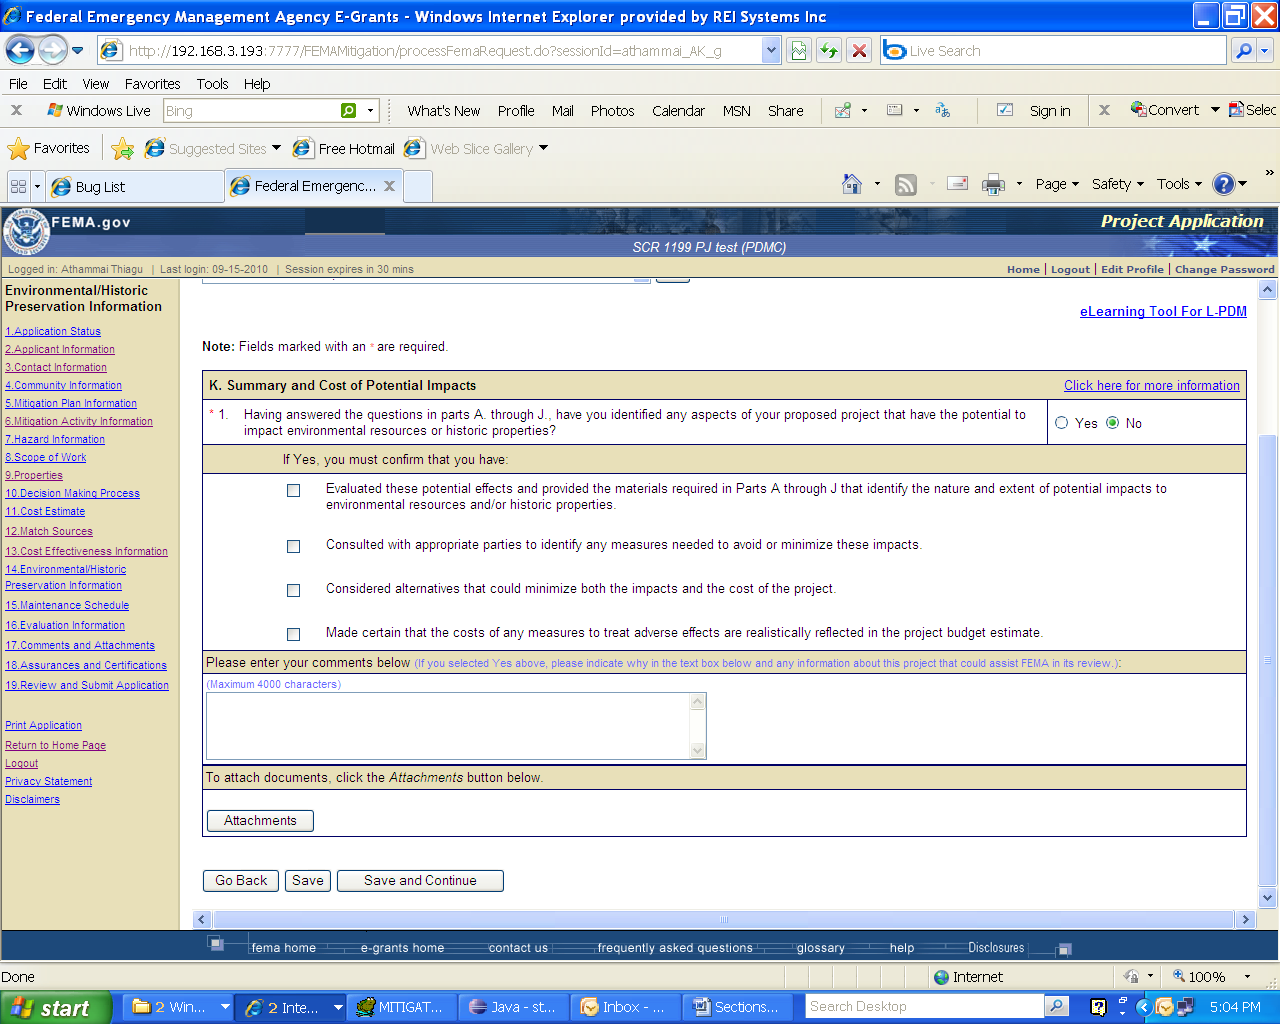 Federal Emergency Management Agency E-Grants - Windows Internet Explorer provided by REI Systems Inc
http://192.168.3.193:7777/FEMAMitigation/processFemaRequest.do?sessionId=athammai_AK_g
Live Search
File Edit View Favorites Tools Help
Windows Live Bing What's New Profile Mail Photos Calendar MSN Share Sign in Convert Selec
Favorites Suggested Sites Free Hotmail Web Slice Gallery
Bug List Federal Emergenc... Page Safety Tools
FEMA.gov Project Application
SCR 1199 PJ test (PDMC)
Logged in: Athammai Thiagu | Last login: 09-15-2010 | Session expires in 30 mins Home | Logout | Edit Profile | Change Password
Environmental/Historic
Preservation Information
1.Application Status
2.Applicant Information
3.Contact Information
4.Community Information
5.Mitigation Plan Information
6.Mitigation Activity Information
7.Hazard Information
8.Scope of Work
9.Properties
10.Decision Making Process
11.Cost Estimate
12.Match Sources
13.Cost Effectiveness Information
14.Environmental/Historic
Preservation Information
15.Maintenance Schedule
16.Evaluation Information
17.Comments and Attachments
18.Assurances and Certifications
19.Review and Submit Application
Print Application
Return to Home Page
Logout
Privacy Statement
Disclaimers
eLearning Tool For L-PDM
Note: Fields marked with an * are required.
K. Summary and Cost of Potential Impacts Click here for more information
* 1. Having answered the questions in parts A. through J., have you identified any aspects of your proposed project that have the potential to
impact environmental resources or historic properties?
Yes No
If Yes, you must confirm that you have:
Evaluated these potential effects and provided the materials required in Parts A through J that identify the nature and extent of potential impacts to
environmental resources and/or historic properties.
Consulted with appropriate parties to identify any measures needed to avoid or minimize these impacts.
Considered alternatives that could minimize both the impacts and the cost of the project.
Made certain that the costs of any measures to treat adverse effects are realistically reflected in the project budget estimate.
Please enter your comments below (If you selected Yes above, please indicate why in the text box below and any information about this project that could assist FEMA in its review.):
(Maximum 4000 characters)
To attach documents, click the Attachments button below.
Attachments
Go Back Save Save and Continue
fema home e-grants home contact us frequently asked questions glossary help Disclosures
Done Internet 100%
start 2 Win... 2 Inte... MITIGAT... Java - st... Inbox - ... Sections... Search Desktop 5:04 PM